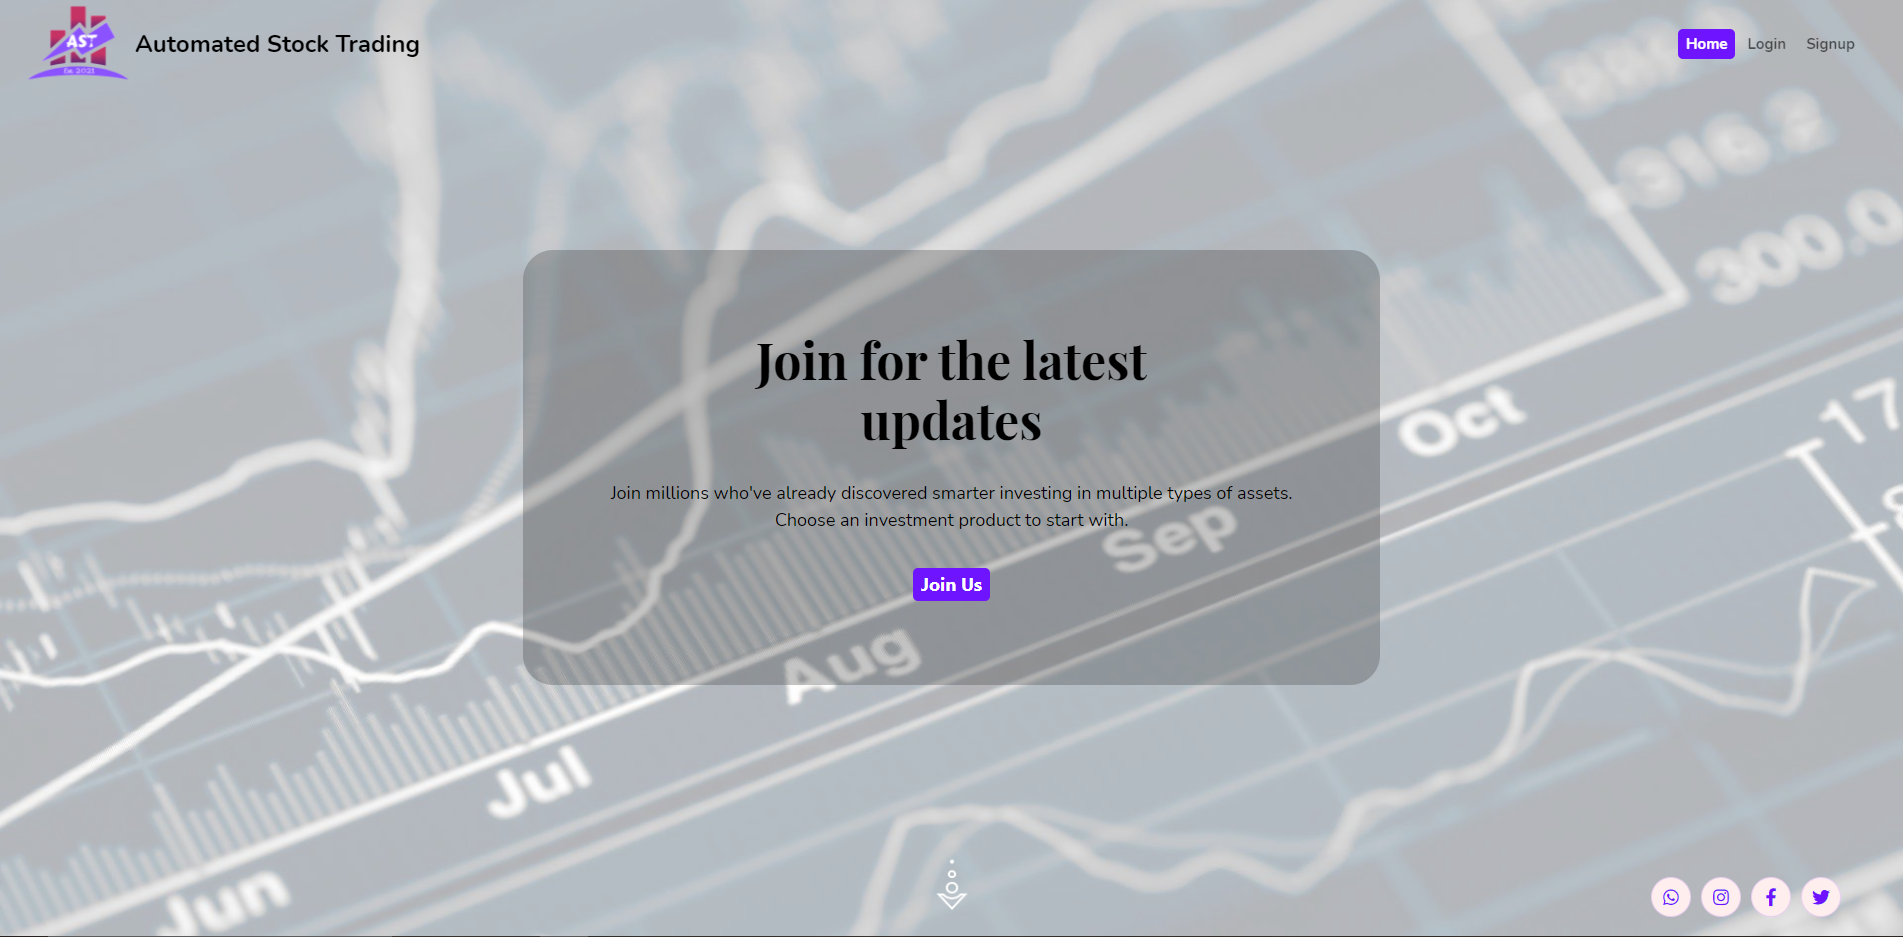 AST
Est. 2021
Automated Stock Trading
Home Login Signup
3162
300.0
Join for the latest
updates
Oct
17
Join millions who've already discovered smarter investing in multiple types of assets.
Choose an investment product to start with.
Sep
Join Us
Aug
Jul
Jun